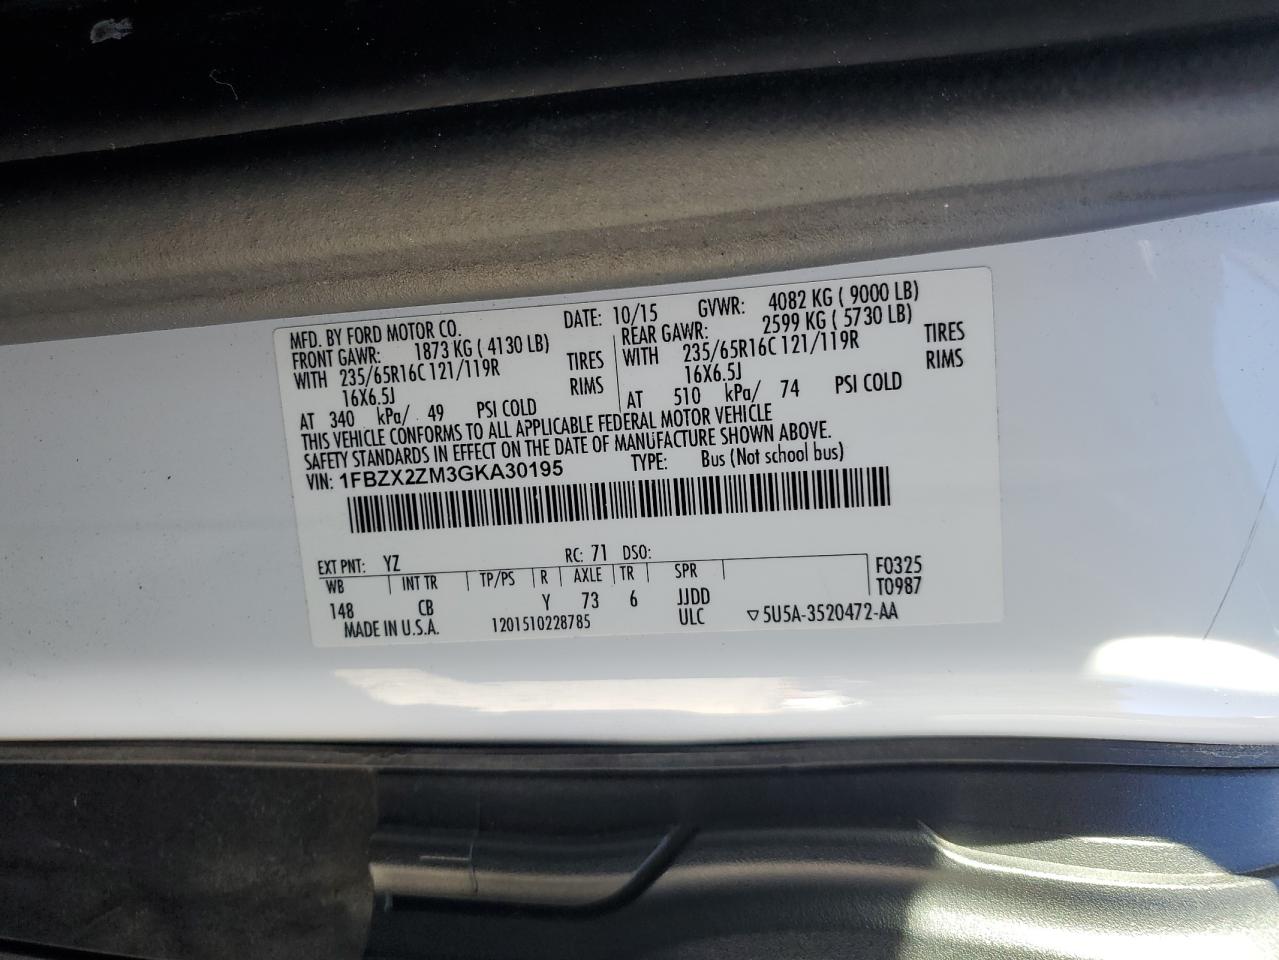 MFD. BY FORD MOTOR CO. DATE: 10/15 GVWR: 4082 KG ( 9000 LB)
FRONT GAWR: 1873 KG ( 4130 LB) REAR GAWR: 2599 KG ( 5730 LB)
WITH 235/65R16C 121/119R TIRES WITH 235/65R16C 121/119R TIRES
16X6.5J RIMS 16X6.5J RIMS
AT 340 kPa/ 49 PSI COLD AT 510 kPa/ 74 PSI COLD
THIS VEHICLE CONFORMS TO ALL APPLICABLE FEDERAL MOTOR VEHICLE
SAFETY STANDARDS IN EFFECT ON THE DATE OF MANUFACTURE SHOWN ABOVE.
VIN: 1FBZX2ZM3GKA30195 TYPE: Bus (Not school bus)
EXT PNT: YZ RC: 71 DSO:
WB INT TR TP/PS R AXLE TR SPR F0325
148 CB Y 73 6 JJDD T0987
MADE IN U.S.A. 1201510228785 ULC ▽5U5A-3520472-AA